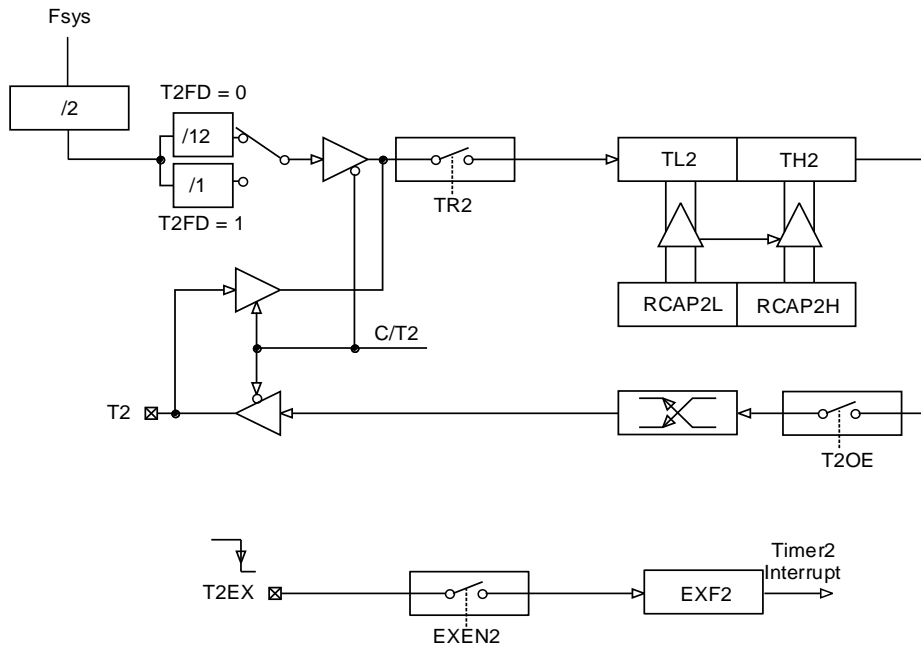 Fsys
/2
T2FD = 0
/12
/1
T2FD = 1
TR2
TL2
TH2
RCAP2L
RCAP2H
C/T2
T2
T2OE
T2EX
EXEN2
EXF2
Timer2
Interrupt